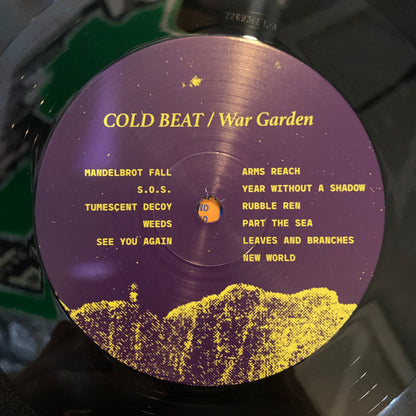 COLD BEAT / War Garden
MANDELBROT FALL
S.O.S.
TUMESCENT DECOY
WEEDS
SEE YOU AGAIN
ARMS REACH
YEAR WITHOUT A SHADOW
RUBBLE REN
PART THE SEA
LEAVES AND BRANCHES
NEW WORLD